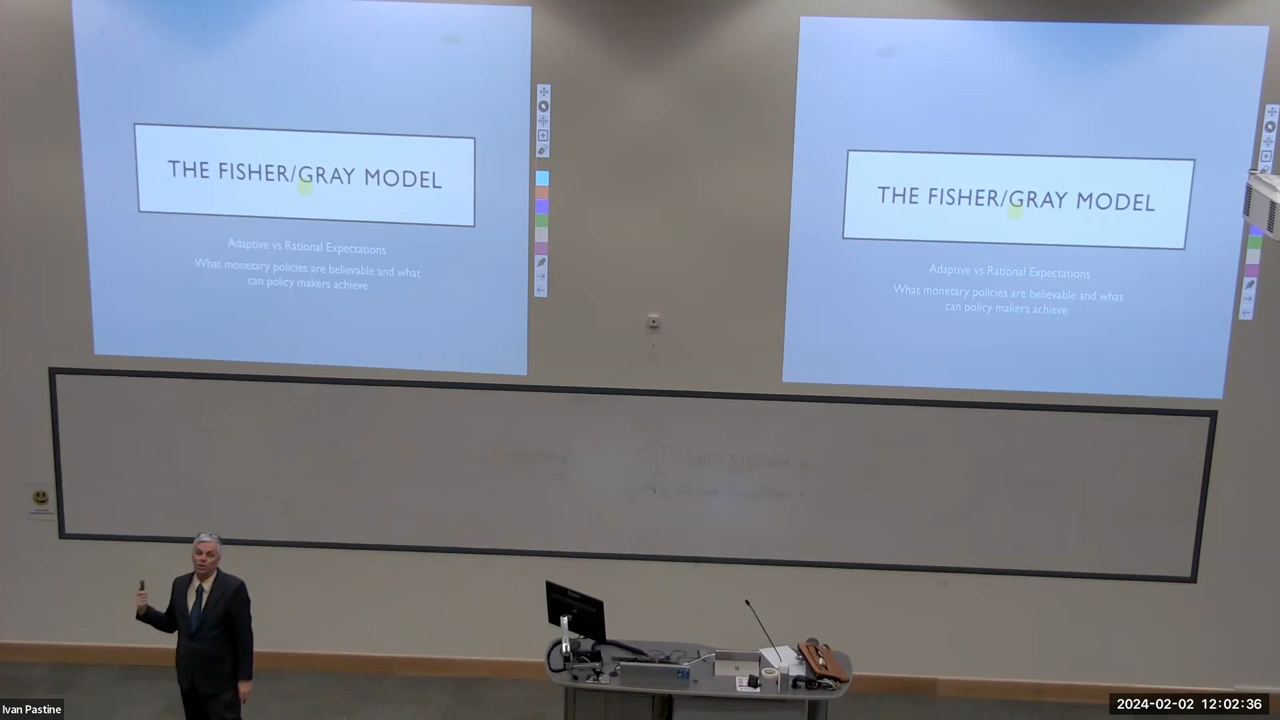 THE FISHER/GRAY MODEL
Adaptive vs Rational Expectations
What monetary policies are believable and what
can policy makers achieve
THE FISHER/GRAY MODEL
Adaptive vs Rational Expectations
What monetary policies are believable and what
can policy makers achieve
Ivan Pastine
2024-02-02 12:02:36